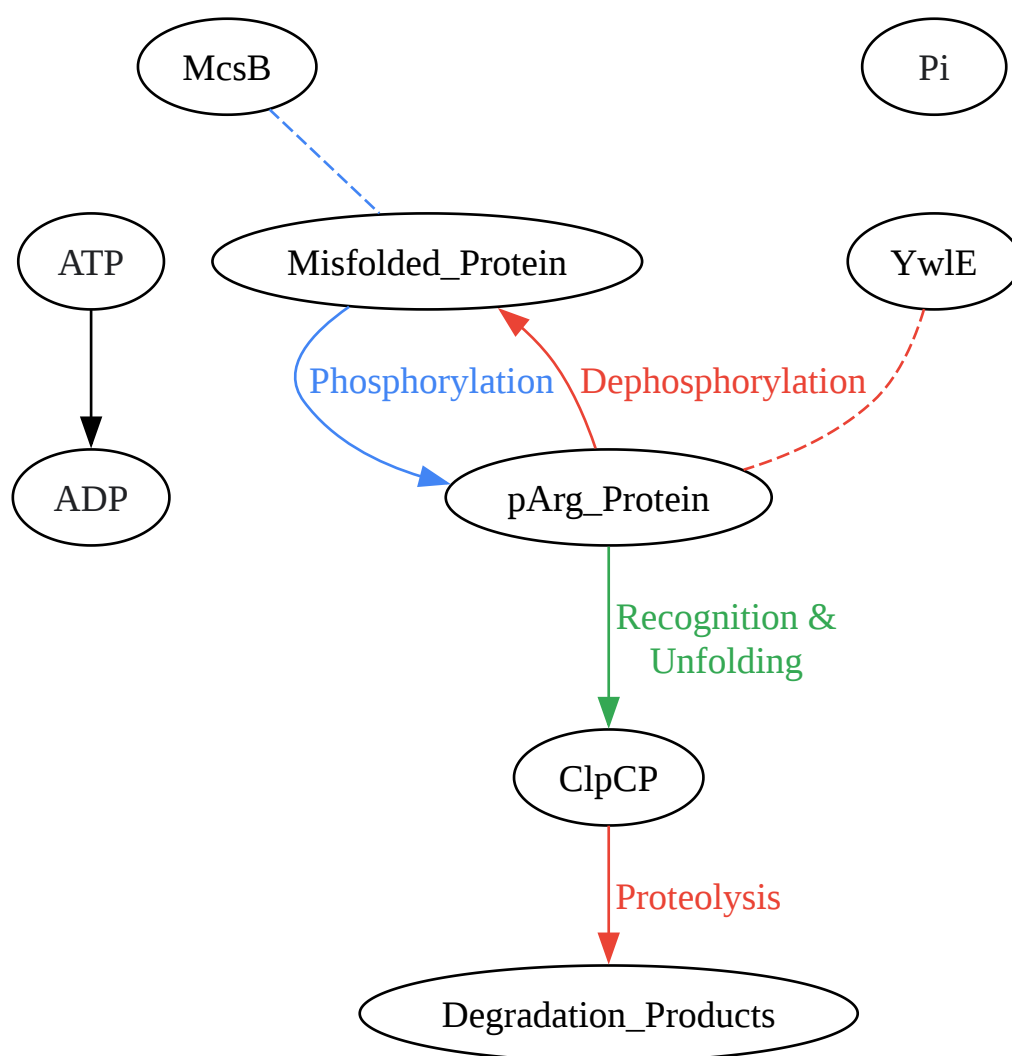 McsB
Pi
ATP
Misfolded_Protein
YwlE
Phosphorylation
Dephosphorylation
ADP
pArg_Protein
Recognition &
Unfolding
ClpCP
Proteolysis
Degradation_Products